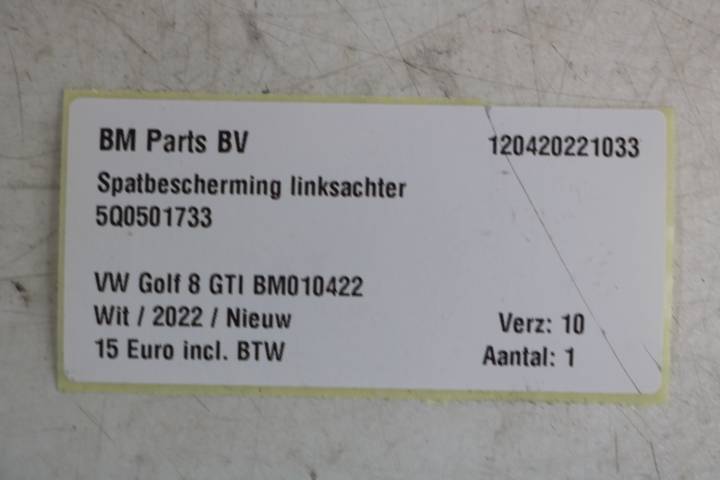 BM Parts BV 120420221033
Spatbescherming linksachter
5Q0501733
VW Golf 8 GTI BM010422
Wit / 2022 / Nieuw Verz: 10
15 Euro incl. BTW Aantal: 1